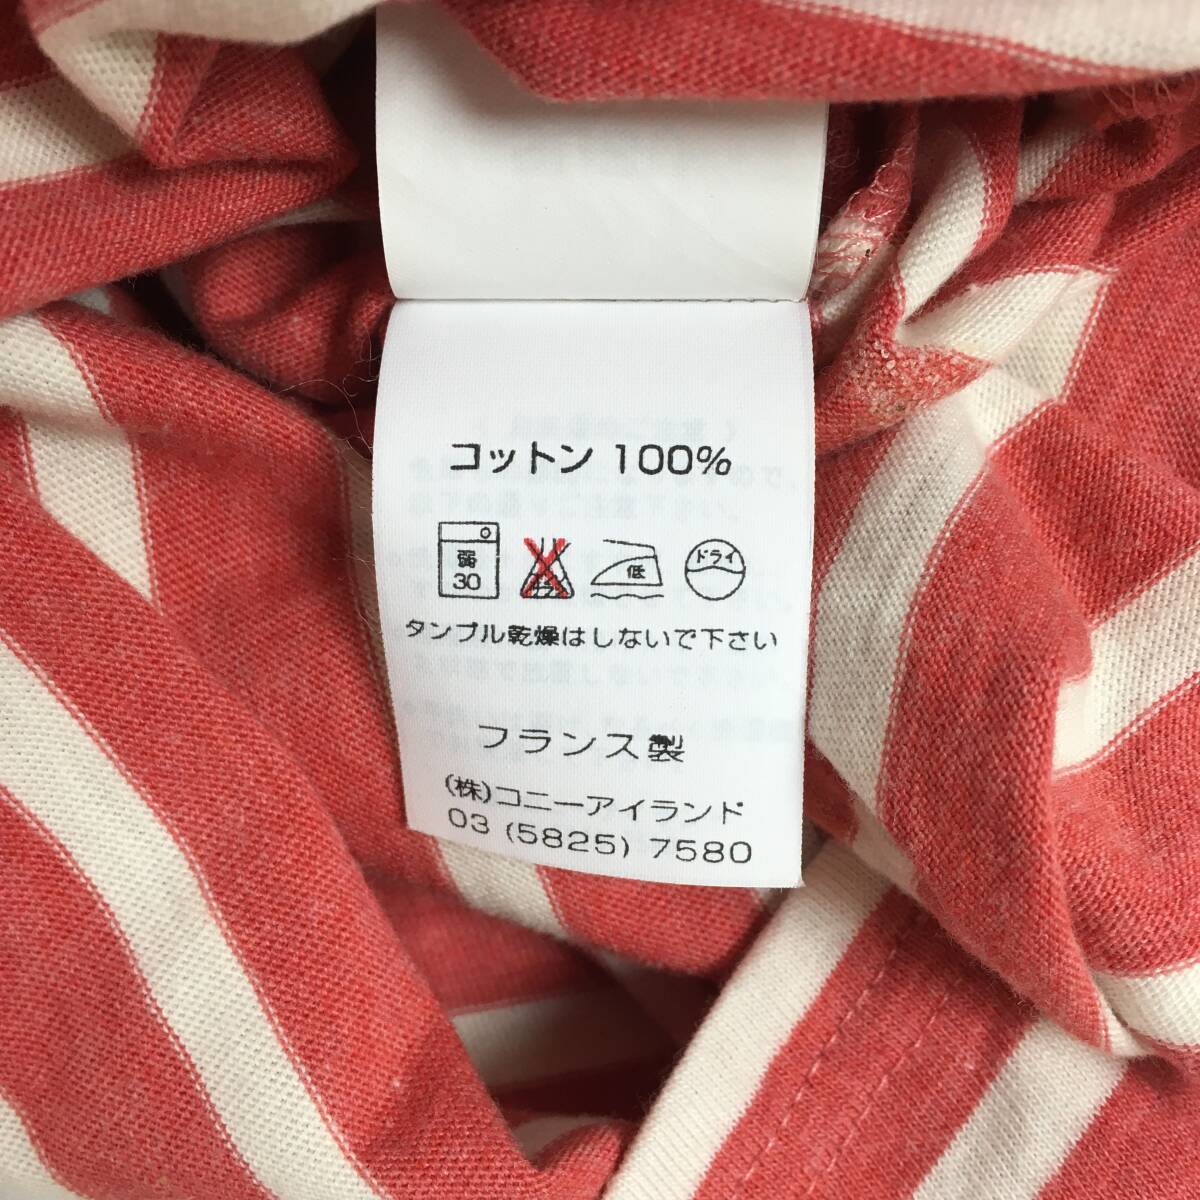 コットン 100%
弱
30
低
ドライ
タンブル乾燥はしないで下さい
フランス製
(株)コニーアイランド
03 (5825) 7580